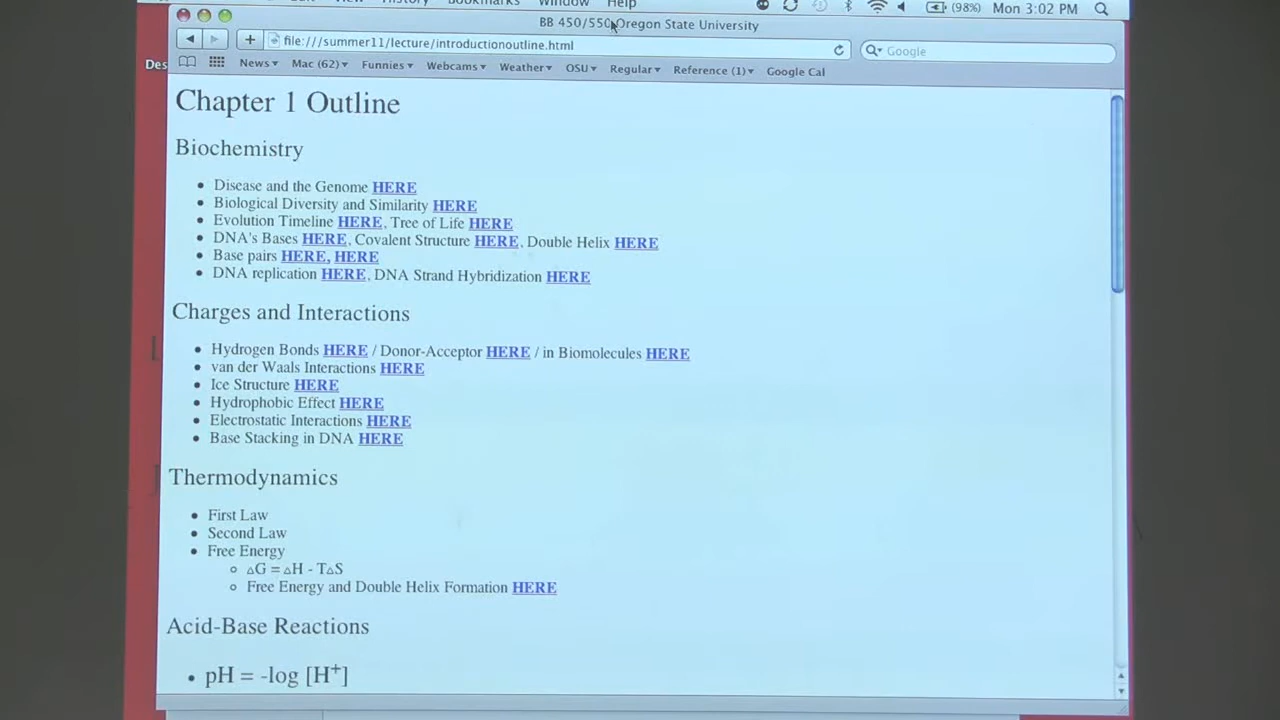 Edit View History Bookmarks Window Help
(98%) Mon 3:02 PM
BB 450/550 Oregon State University
file:///summer11/lecture/introductionoutline.html
Google
Des
News Mac (62) Funnies Webcams Weather OSU Regular Reference (1) Google Cal
Chapter 1 Outline
Biochemistry
• Disease and the Genome HERE
• Biological Diversity and Similarity HERE
• Evolution Timeline HERE, Tree of Life HERE
• DNA's Bases HERE, Covalent Structure HERE, Double Helix HERE
• Base pairs HERE, HERE
• DNA replication HERE, DNA Strand Hybridization HERE
Charges and Interactions
• Hydrogen Bonds HERE / Donor-Acceptor HERE / in Biomolecules HERE
• van der Waals Interactions HERE
• Ice Structure HERE
• Hydrophobic Effect HERE
• Electrostatic Interactions HERE
• Base Stacking in DNA HERE
Thermodynamics
• First Law
• Second Law
• Free Energy
○ △G = △H - T△S
○ Free Energy and Double Helix Formation HERE
Acid-Base Reactions
• pH = -log [H⁺]